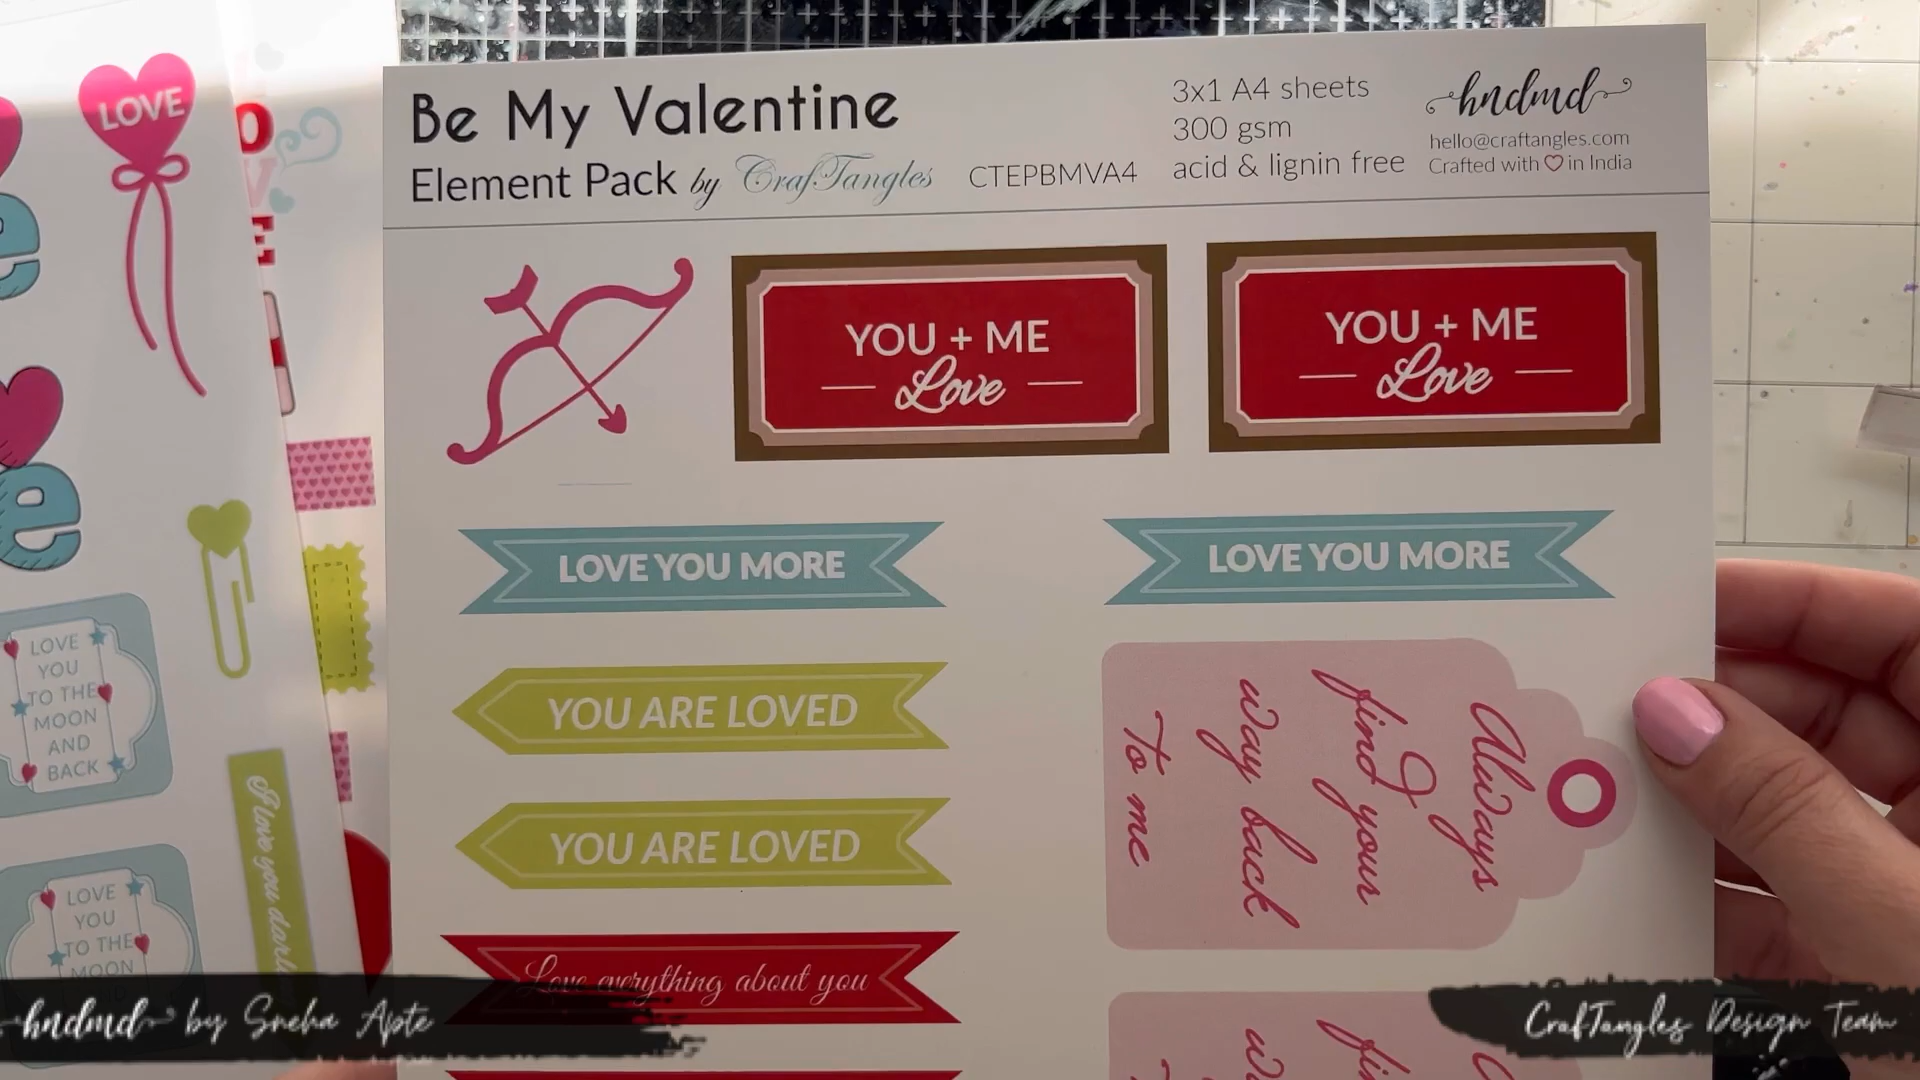 Be My Valentine
Element Pack by CrafTangles
CTEPBMVA4
3x1 A4 sheets
300 gsm
acid & lignin free
hndmd
hello@craftangles.com
Crafted with ♡ in India
LOVE
YOU + ME
Love
YOU + ME
Love
LOVE YOU MORE
LOVE YOU MORE
YOU ARE LOVED
YOU ARE LOVED
Love everything about you
Always
find your
way back
To me
LOVE
YOU
TO THE
MOON
AND
BACK
I love you
LOVE
YOU
TO THE
MOON
hndmd by Sneha Apte
CrafTangles Design Team